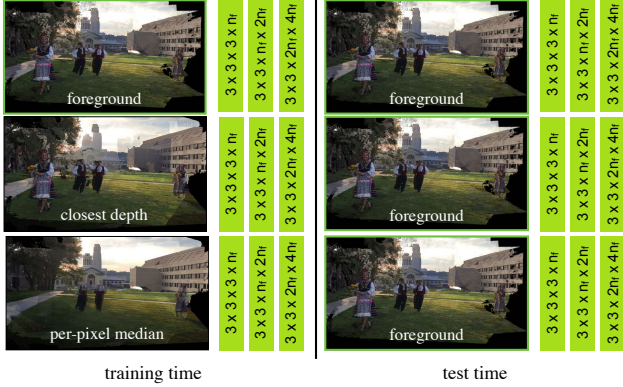 foreground
3 x 3 x 3 x nf
3 x 3 x nf x 2nf
3 x 3 x 2nf x 4nf
foreground
3 x 3 x 3 x nf
3 x 3 x nf x 2nf
3 x 3 x 2nf x 4nf
closest depth
3 x 3 x 3 x nf
3 x 3 x nf x 2nf
3 x 3 x 2nf x 4nf
foreground
3 x 3 x 3 x nf
3 x 3 x nf x 2nf
3 x 3 x 2nf x 4nf
per-pixel median
3 x 3 x 3 x nf
3 x 3 x nf x 2nf
3 x 3 x 2nf x 4nf
foreground
3 x 3 x 3 x nf
3 x 3 x nf x 2nf
3 x 3 x 2nf x 4nf
training time
test time